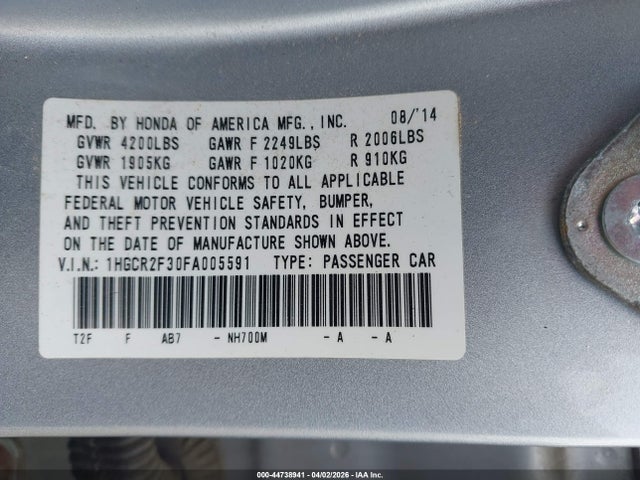 MFD. BY HONDA OF AMERICA MFG., INC. 08/'14
GVWR 4200LBS GAWR F 2249LBS R 2006LBS
GVWR 1905KG GAWR F 1020KG R 910KG
THIS VEHICLE CONFORMS TO ALL APPLICABLE
FEDERAL MOTOR VEHICLE SAFETY, BUMPER,
AND THEFT PREVENTION STANDARDS IN EFFECT
ON THE DATE OF MANUFACTURE SHOWN ABOVE.
V.I.N.: 1HGCR2F30FA005591 TYPE: PASSENGER CAR
T2F F AB7 - NH700M - A - A
000-44738941 - 04/02/2026 - IAA Inc.